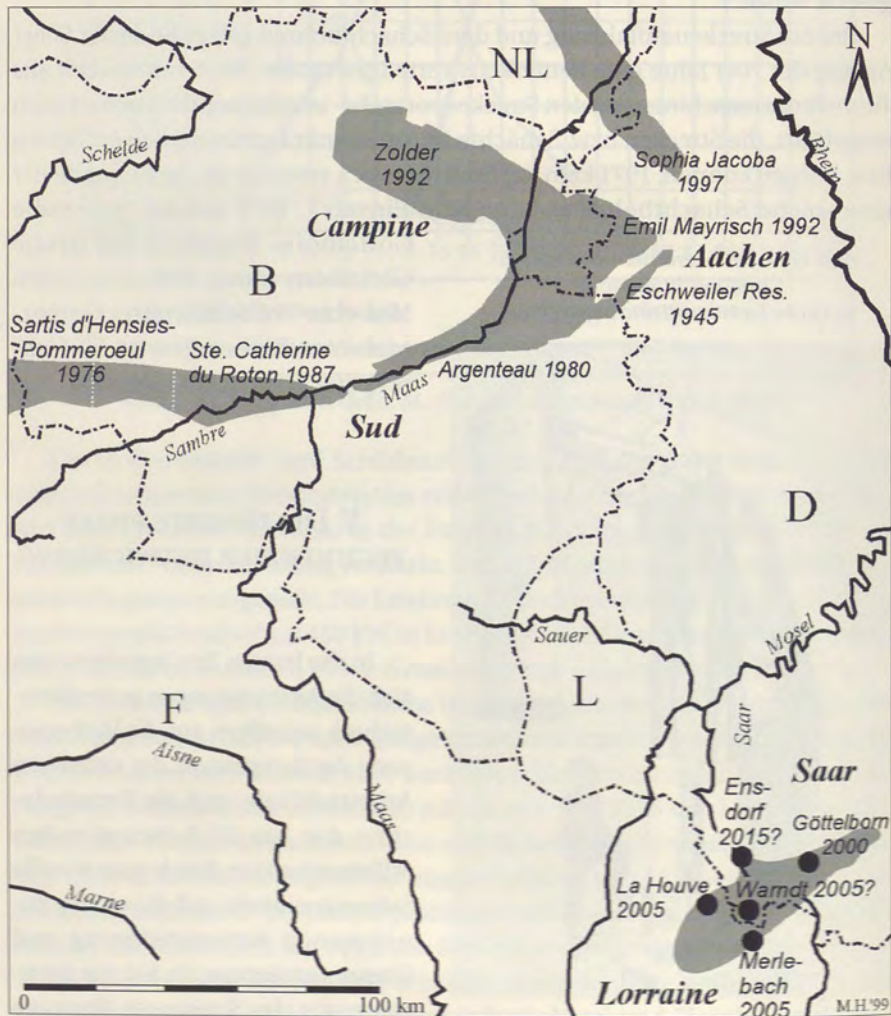 N
NL
Schelde
Rhein
Zolder
1992
Sophia Jacoba
1997
Campine
Emil Mayrisch 1992
Aachen
B
Eschweiler Res.
1945
Sartis d'Hensies-
Pommeroeul
1976
Ste. Catherine
du Roton 1987
Argenteau 1980
Maas
Sambre
Sud
D
Sauer
Mosel
L
F
Aisne
Saar
Maas
Saar
Ens-
dorf
2015?
Göttelborn
2000
La Houve
2005
Warndt 2005?
Marne
Merle-
bach
2005
Lorraine
0
100 km
M.H.'99